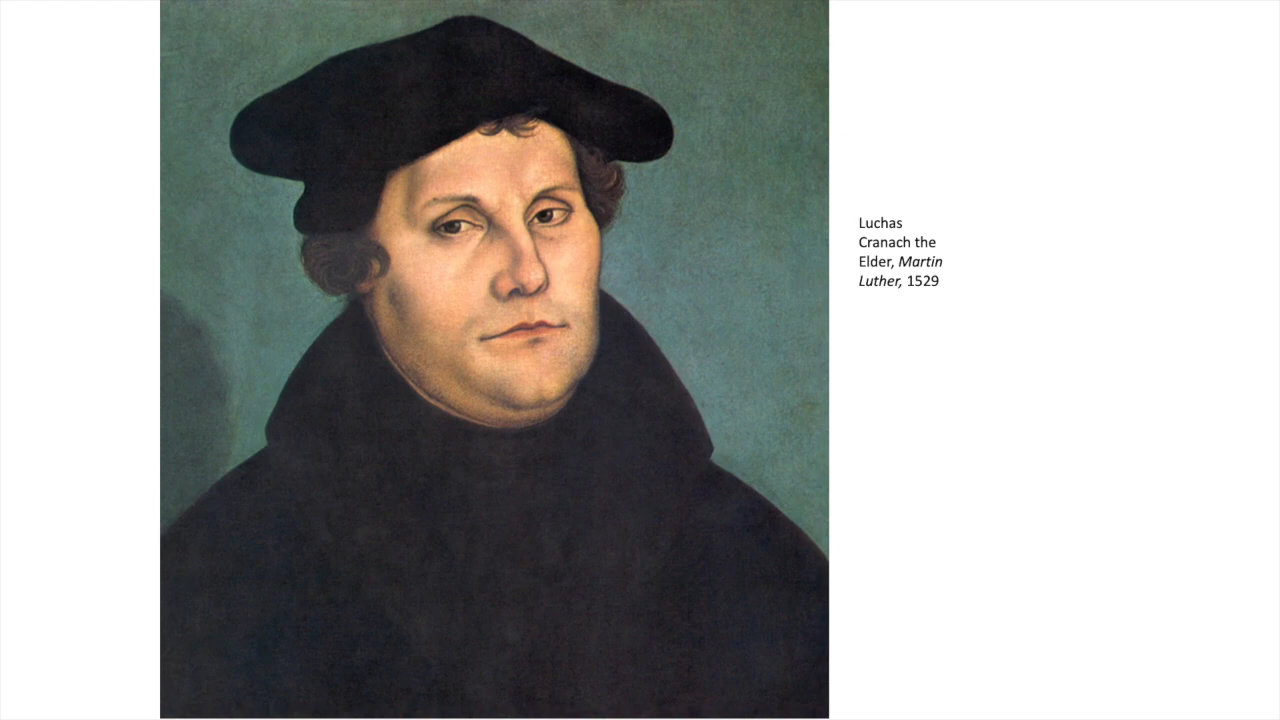 Luchas
Cranach the
Elder, Martin
Luther, 1529